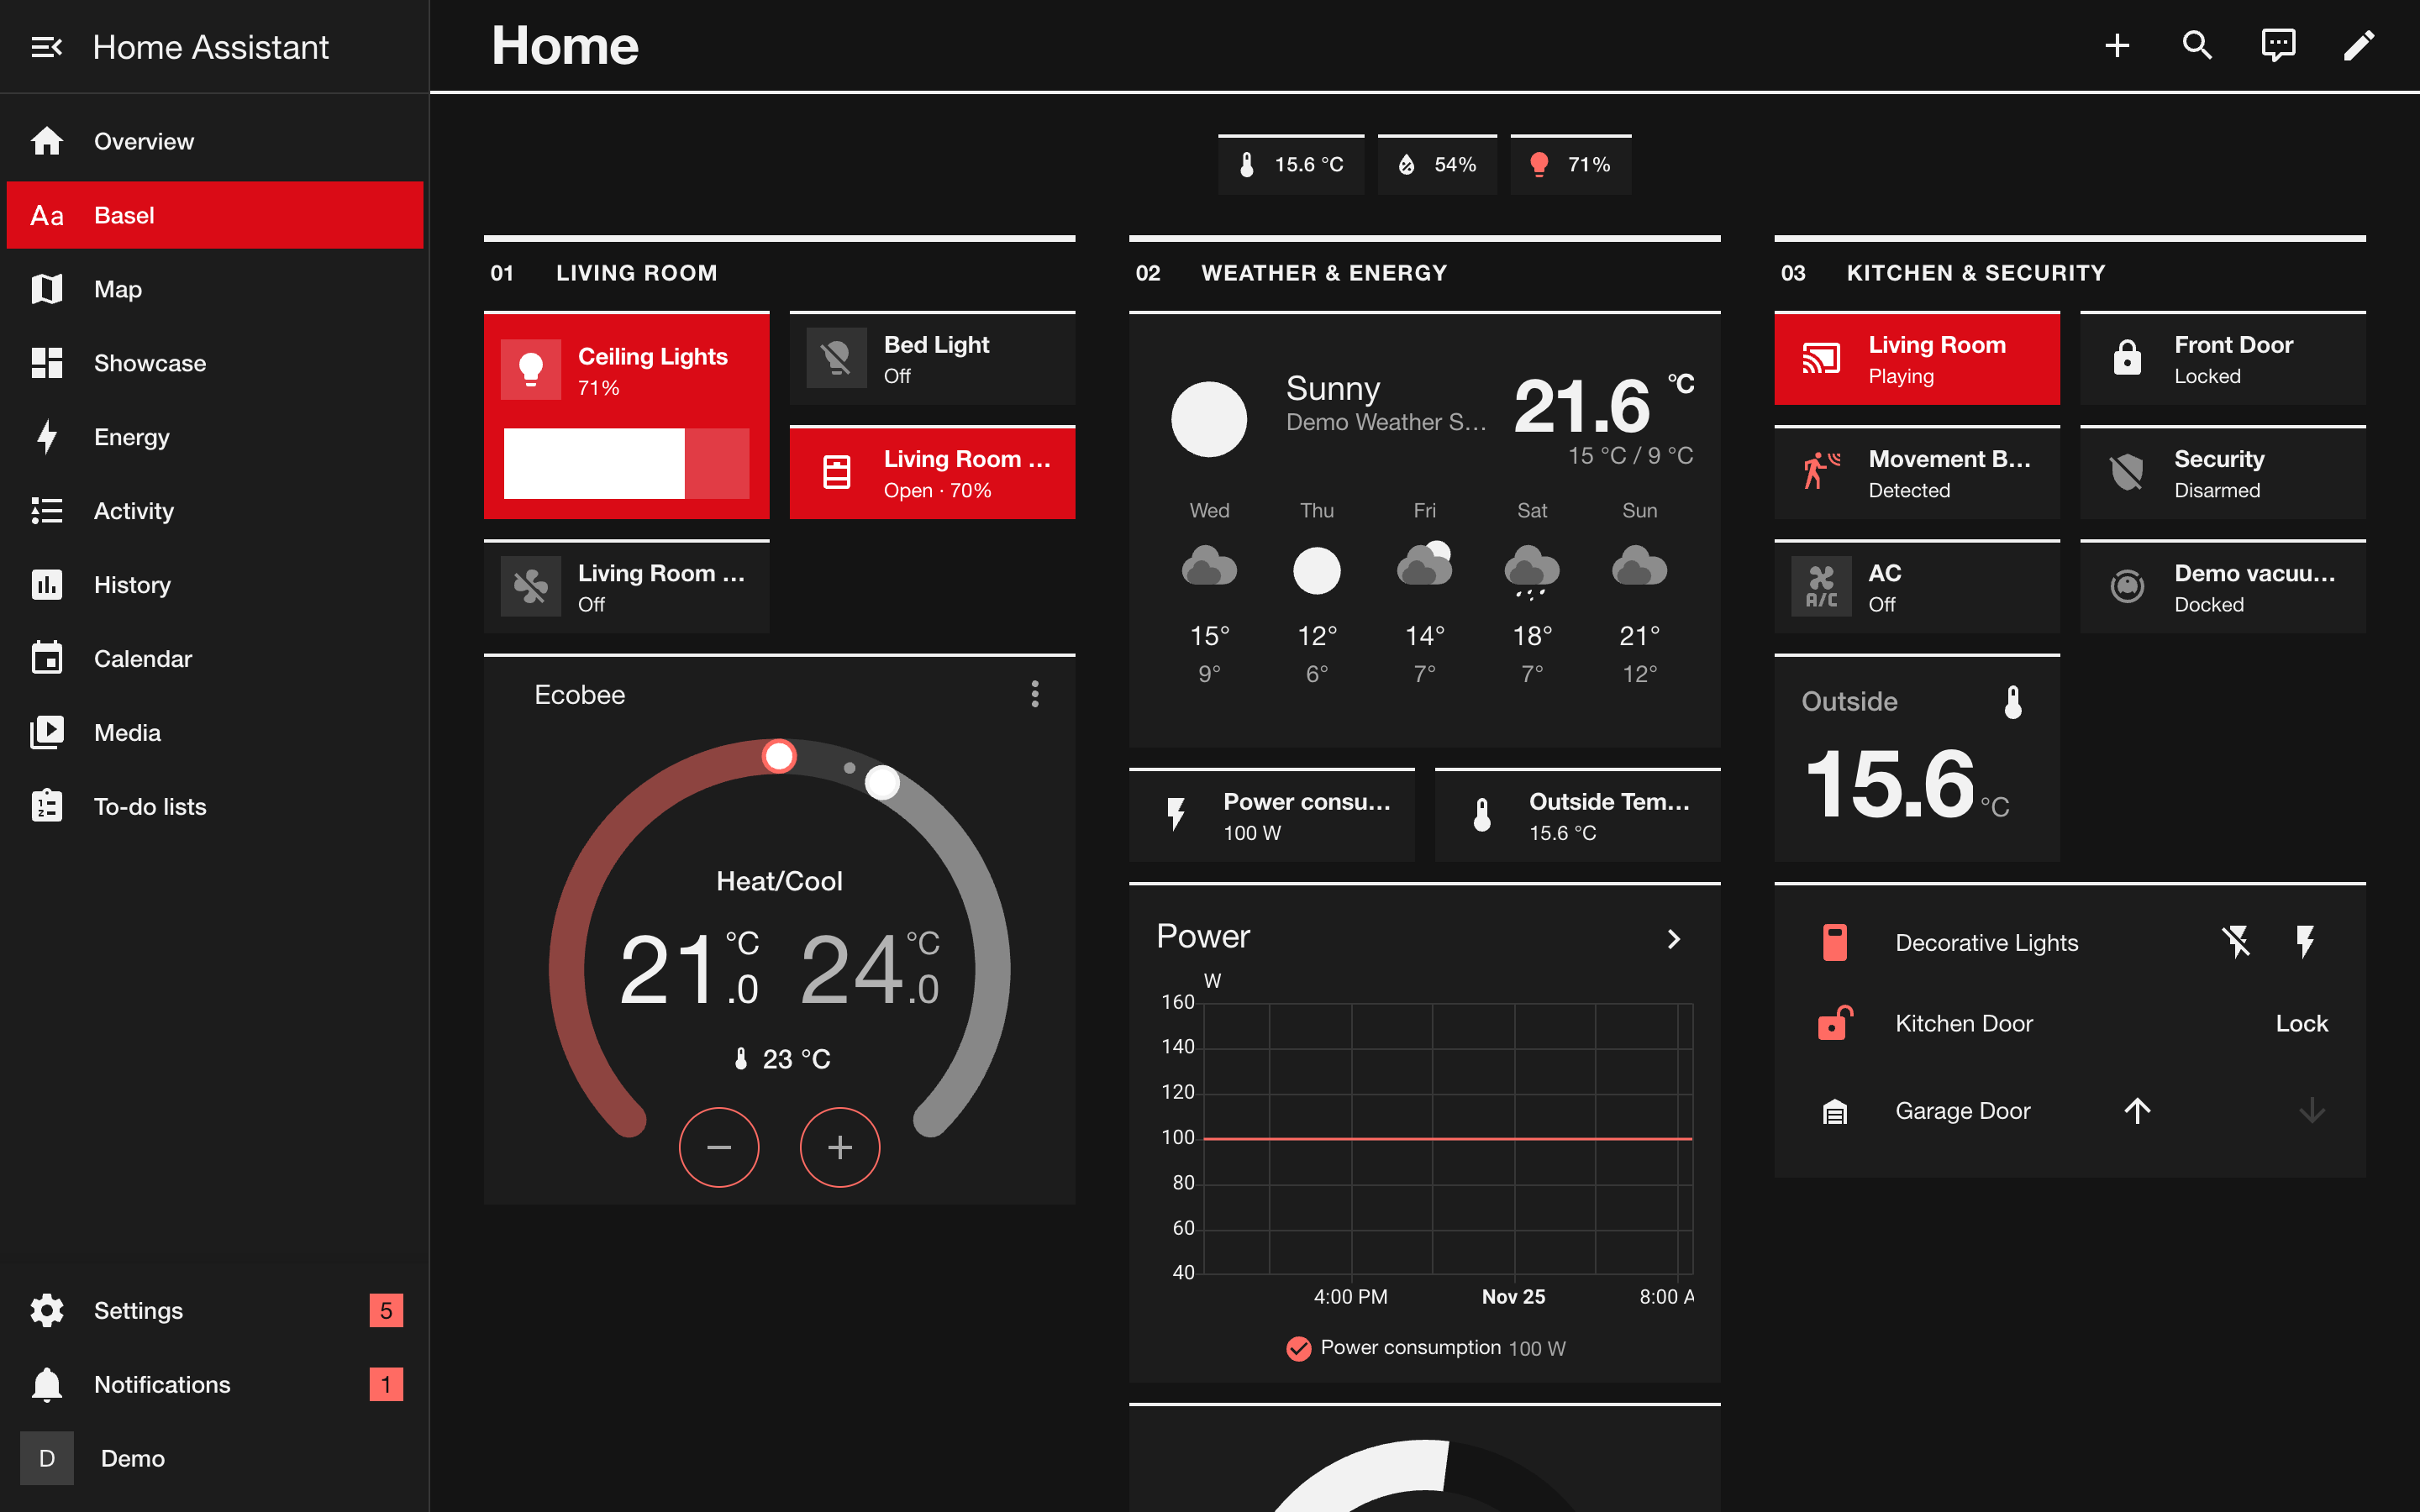 Home Assistant
Home
Overview
Aa Basel
Map
Showcase
Energy
Activity
History
Calendar
Media
To-do lists
Settings 5
Notifications 1
D Demo
15.6 °C 54% 71%
01 LIVING ROOM
Ceiling Lights
71%
Bed Light
Off
Living Room ...
Open · 70%
Living Room ...
Off
Ecobee
Heat/Cool
21.0 °C 24.0 °C
23 °C
02 WEATHER & ENERGY
Sunny
Demo Weather S...
21.6 °C
15 °C / 9 °C
Wed Thu Fri Sat Sun
15° 12° 14° 18° 21°
9° 6° 7° 7° 12°
Power consu...
100 W
Outside Tem...
15.6 °C
Power
W
160
140
120
100
80
60
40
4:00 PM Nov 25 8:00 A
Power consumption 100 W
03 KITCHEN & SECURITY
Living Room
Playing
Front Door
Locked
Movement B...
Detected
Security
Disarmed
A/C
AC
Off
Demo vacuu...
Docked
Outside
15.6 °C
Decorative Lights
Kitchen Door Lock
Garage Door